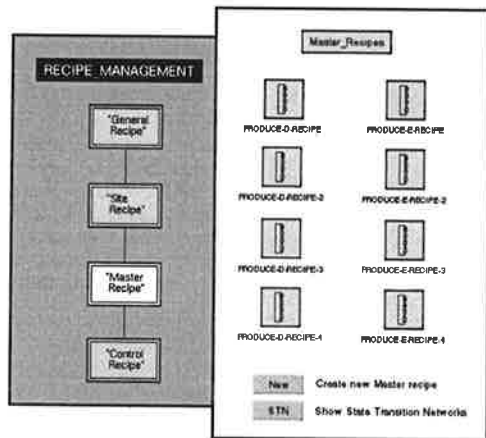 RECIPE_MANAGEMENT
"General
Recipe"
"Site
Recipe"
"Master
Recipe"
"Control
Recipe"
Master_Recipes
PRODUCE-D-RECIPE
PRODUCE-E-RECIPE
PRODUCE-D-RECIPE-2
PRODUCE-E-RECIPE-2
PRODUCE-D-RECIPE-3
PRODUCE-E-RECIPE-3
PRODUCE-D-RECIPE-4
PRODUCE-E-RECIPE-4
New Create new Master recipe
STN Show State Transition Networks